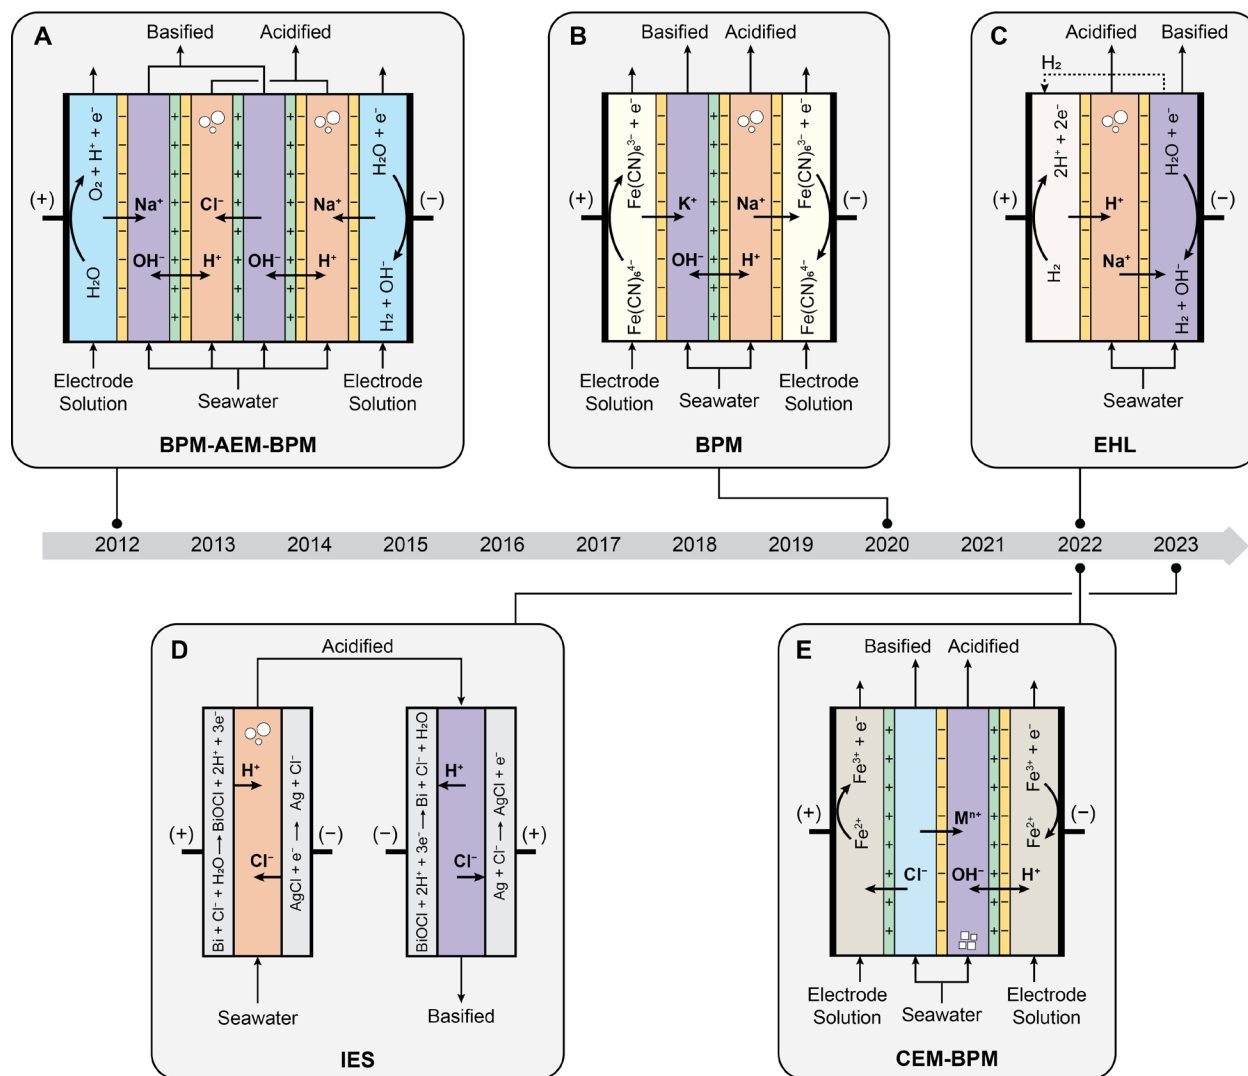 A
Basified
Acidified
(+)
(−)
H₂O
O₂ + H⁺ + e⁻
Na⁺
Cl⁻
Na⁺
OH⁻
H⁺
OH⁻
H⁺
H₂O + e⁻
H₂ + OH⁻
Electrode
Solution
Seawater
Electrode
Solution
BPM-AEM-BPM
B
Basified
Acidified
(+)
(−)
Fe(CN)₆⁴⁻
Fe(CN)₆³⁻ + e⁻
K⁺
Na⁺
OH⁻
H⁺
Fe(CN)₆³⁻ + e⁻
Fe(CN)₆⁴⁻
Electrode
Solution
Seawater
Electrode
Solution
BPM
C
Acidified
Basified
H₂
(+)
(−)
H₂
2H⁺ + 2e⁻
H⁺
Na⁺
H₂O + e⁻
H₂ + OH⁻
Seawater
EHL
2012 2013 2014 2015 2016 2017 2018 2019 2020 2021 2022 2023
D
Acidified
(+)
(−)
Bi + Cl⁻ + H₂O → BiOCl + 2H⁺ + 3e⁻
H⁺
Cl⁻
AgCl + e⁻ → Ag + Cl⁻
Seawater
(−)
(+)
BiOCl + 2H⁺ + 3e⁻ → Bi + Cl⁻ + H₂O
H⁺
Cl⁻
Ag + Cl⁻ → AgCl + e⁻
Basified
IES
E
Basified
Acidified
(+)
(−)
Fe²⁺
Fe³⁺ + e⁻
Mⁿ⁺
Cl⁻
OH⁻
H⁺
Fe³⁺ + e⁻
Fe²⁺
Electrode
Solution
Seawater
Electrode
Solution
CEM-BPM